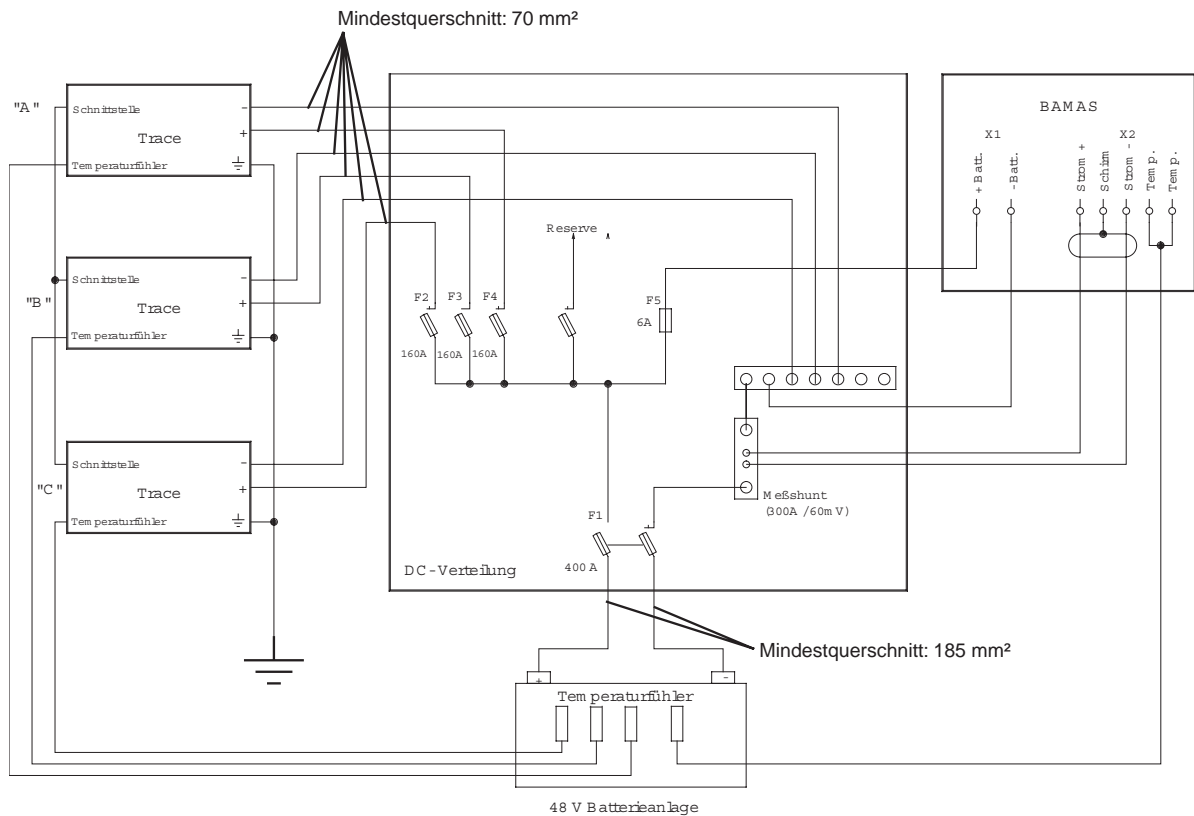 Mindestquerschnitt: 70 mm²
"A"
Schnittstelle
-
Trace
+
Temperaturfühler
BAMAS
X1
X2
+Batt.
-Batt.
Strom +
Schirm
Strom -
Temp.
Temp.
Reserve
"B"
Schnittstelle
-
Trace
+
Temperaturfühler
F2
F3
F4
F5
6A
160A
160A
160A
"C"
Schnittstelle
-
Trace
+
Temperaturfühler
Meßshunt
(300A/60mV)
F1
400A
DC-Verteilung
Mindestquerschnitt: 185 mm²
+
-
Temperaturfühler
48 V Batterieanlage